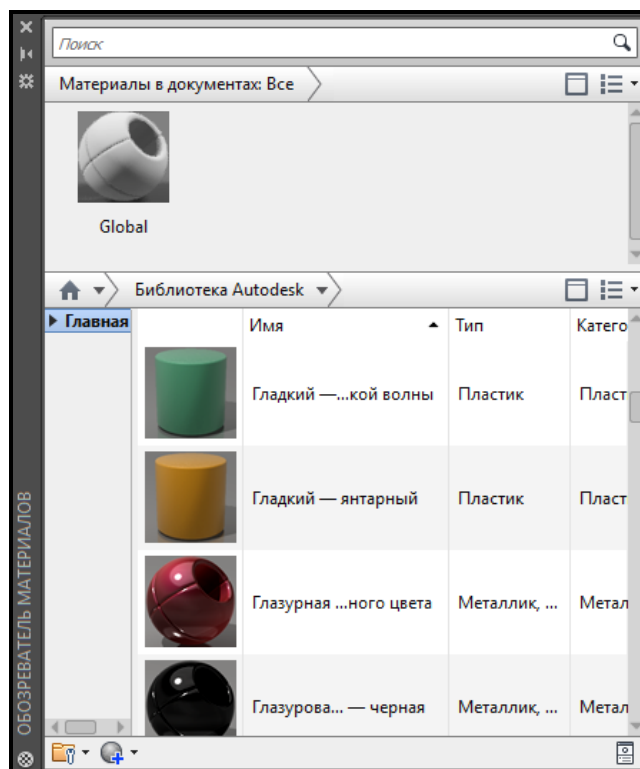 Поиск
Материалы в документах: Все
Global
Библиотека Autodesk
Главная
Имя Тип Катего
Гладкий —...кой волны Пластик Пласт
Гладкий — янтарный Пластик Пласт
Глазурная ...ного цвета Металлик, ... Метал
Глазурова... — черная Металлик, ... Метал
ОБОЗРЕВАТЕЛЬ МАТЕРИАЛОВ